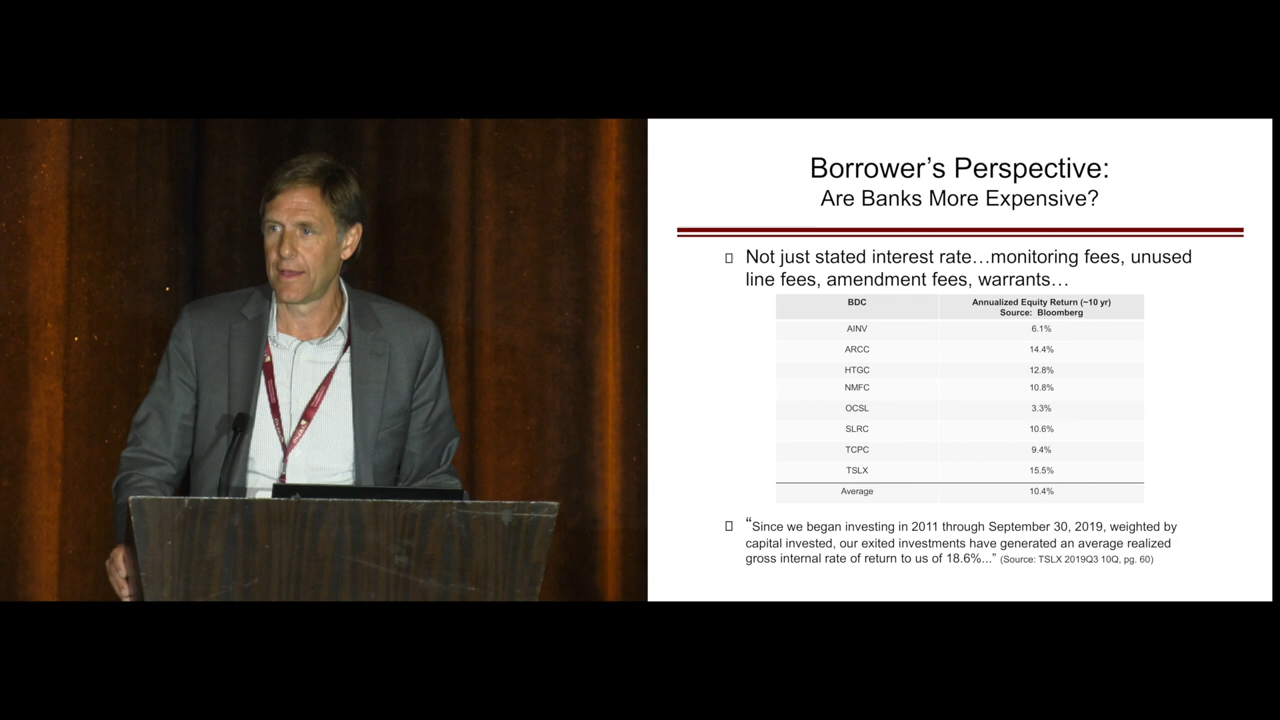 Borrower’s Perspective:
Are Banks More Expensive?
▯ Not just stated interest rate…monitoring fees, unused
line fees, amendment fees, warrants…
BDC Annualized Equity Return (~10 yr)
Source: Bloomberg
AINV 6.1%
ARCC 14.4%
HTGC 12.8%
NMFC 10.8%
OCSL 3.3%
SLRC 10.6%
TCPC 9.4%
TSLX 15.5%
Average 10.4%
▯ “Since we began investing in 2011 through September 30, 2019, weighted by
capital invested, our exited investments have generated an average realized
gross internal rate of return to us of 18.6%...” (Source: TSLX 2019Q3 10Q, pg. 60)